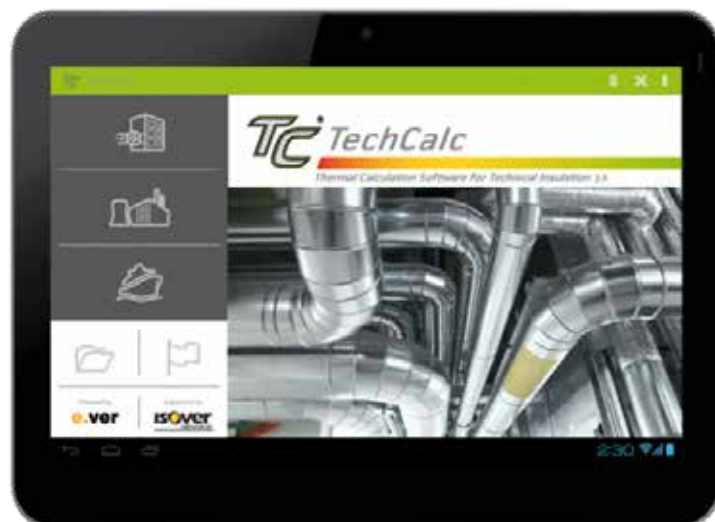 TC TechCalc
Thermal Calculation Software For Technical Insulation
e.ver
isover
2:30